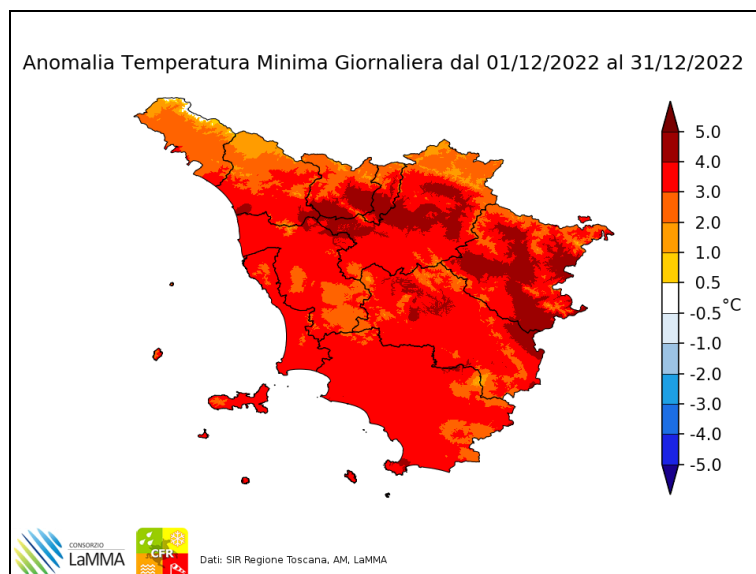 Anomalia Temperatura Minima Giornaliera dal 01/12/2022 al 31/12/2022
5.0
4.0
3.0
2.0
1.0
0.5
-0.5
°C
-1.0
-2.0
-3.0
-4.0
-5.0
CONSORZIO
LaMMA
CFR
Dati: SIR Regione Toscana, AM, LaMMA